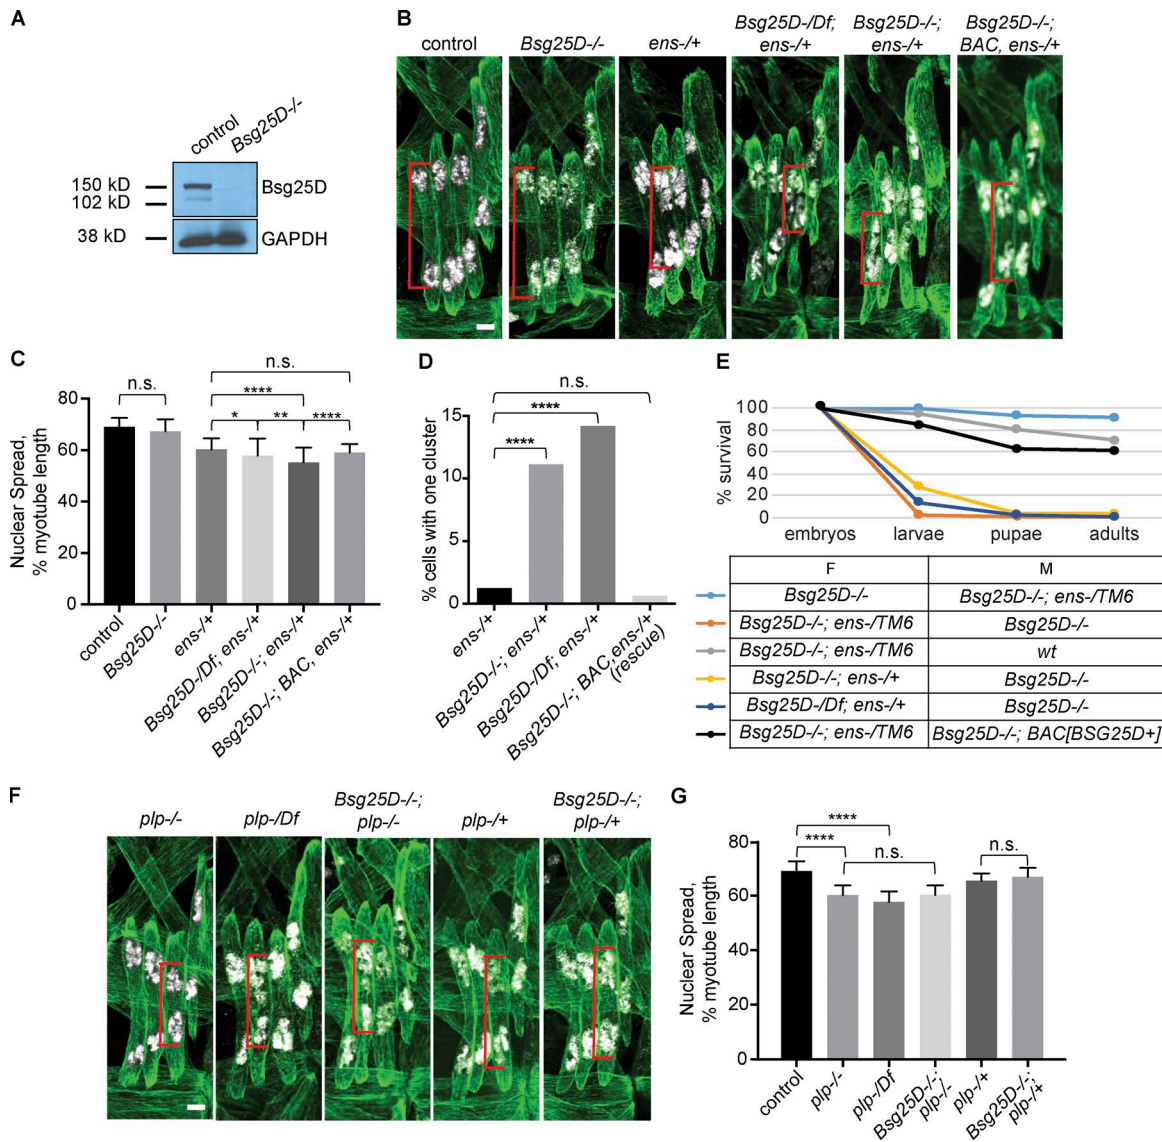 A
control
Bsg25D-/-
150 kD
102 kD
38 kD
Bsg25D
GAPDH
B
control
Bsg25D-/-
ens-/+
Bsg25D-/Df;
ens-/+
Bsg25D-/-;
ens-/+
Bsg25D-/-;
BAC, ens-/+
C
Nuclear Spread,
% myotube length
80
60
40
20
0
n.s.
n.s.
****
*
**
****
control
Bsg25D-/-
ens-/+
Bsg25D-/Df; ens-/+
Bsg25D-/-; ens-/+
Bsg25D-/-; BAC, ens-/+
D
% cells with one cluster
15
10
5
0
n.s.
****
****
ens-/+
Bsg25D-/-; ens-/+
Bsg25D-/Df; ens-/+
Bsg25D-/-; BAC,ens-/+
(rescue)
E
% survival
100
80
60
40
20
0
embryos
larvae
pupae
adults
F M
Bsg25D-/- Bsg25D-/-; ens-/TM6
Bsg25D-/-; ens-/TM6 Bsg25D-/-
Bsg25D-/-; ens-/TM6 wt
Bsg25D-/-; ens-/+ Bsg25D-/-
Bsg25D-/Df; ens-/+ Bsg25D-/-
Bsg25D-/-; ens-/TM6 Bsg25D-/-; BAC[BSG25D+]
F
plp-/-
plp-/Df
Bsg25D-/-;
plp-/-
plp-/+
Bsg25D-/-;
plp-/+
G
Nuclear Spread,
% myotube length
80
60
40
20
0
****
****
n.s.
n.s.
control
plp-/-
plp-/Df
Bsg25D-/-;
plp-/-
plp-/+
Bsg25D-/-;
plp-/+